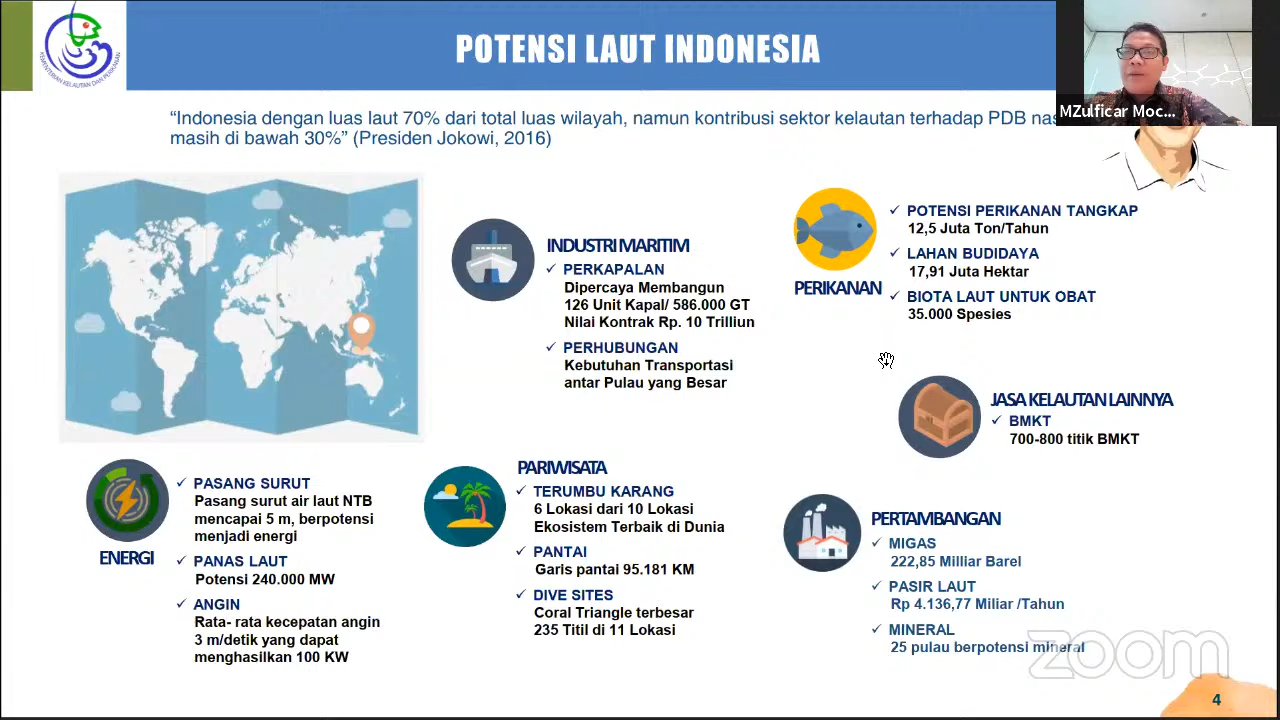 KEMENTERIAN KELAUTAN DAN PERIKANAN
POTENSI LAUT INDONESIA
MZulficar Moc...
“Indonesia dengan luas laut 70% dari total luas wilayah, namun kontribusi sektor kelautan terhadap PDB nas
masih di bawah 30%” (Presiden Jokowi, 2016)
INDUSTRI MARITIM
✓ PERKAPALAN
Dipercaya Membangun
126 Unit Kapal/ 586.000 GT
Nilai Kontrak Rp. 10 Trilliun
✓ PERHUBUNGAN
Kebutuhan Transportasi
antar Pulau yang Besar
PERIKANAN
✓ POTENSI PERIKANAN TANGKAP
12,5 Juta Ton/Tahun
✓ LAHAN BUDIDAYA
17,91 Juta Hektar
✓ BIOTA LAUT UNTUK OBAT
35.000 Spesies
JASA KELAUTAN LAINNYA
✓ BMKT
700-800 titik BMKT
ENERGI
✓ PASANG SURUT
Pasang surut air laut NTB
mencapai 5 m, berpotensi
menjadi energi
✓ PANAS LAUT
Potensi 240.000 MW
✓ ANGIN
Rata- rata kecepatan angin
3 m/detik yang dapat
menghasilkan 100 KW
PARIWISATA
✓ TERUMBU KARANG
6 Lokasi dari 10 Lokasi
Ekosistem Terbaik di Dunia
✓ PANTAI
Garis pantai 95.181 KM
✓ DIVE SITES
Coral Triangle terbesar
235 Titil di 11 Lokasi
PERTAMBANGAN
✓ MIGAS
222,85 Milliar Barel
✓ PASIR LAUT
Rp 4.136,77 Miliar /Tahun
✓ MINERAL
25 pulau berpotensi mineral
zoom
4